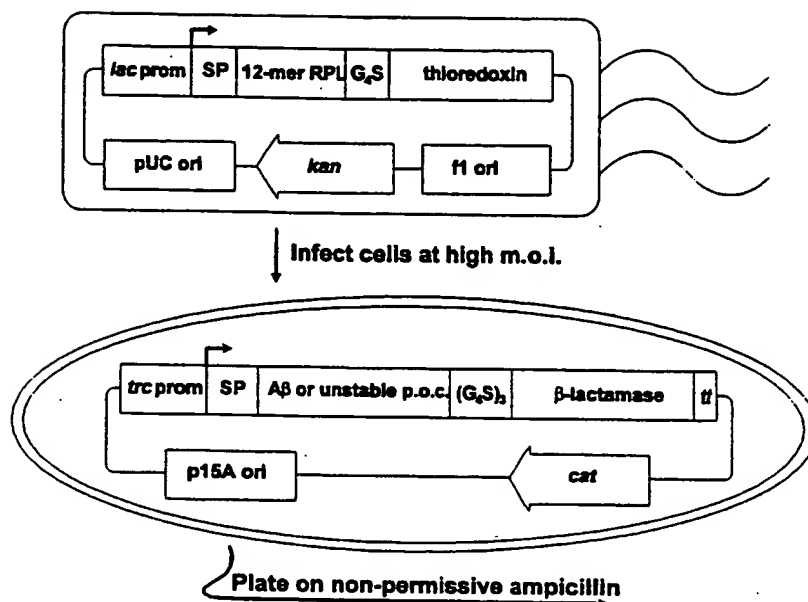 lac prom SP 12-mer RPL G₄S thioredoxin
pUC ori kan f1 ori
Infect cells at high m.o.i.
trc prom SP Aβ or unstable p.o.c. (G₄S)₃ β-lactamase tt
p15A ori cat
Plate on non-permissive ampicillin